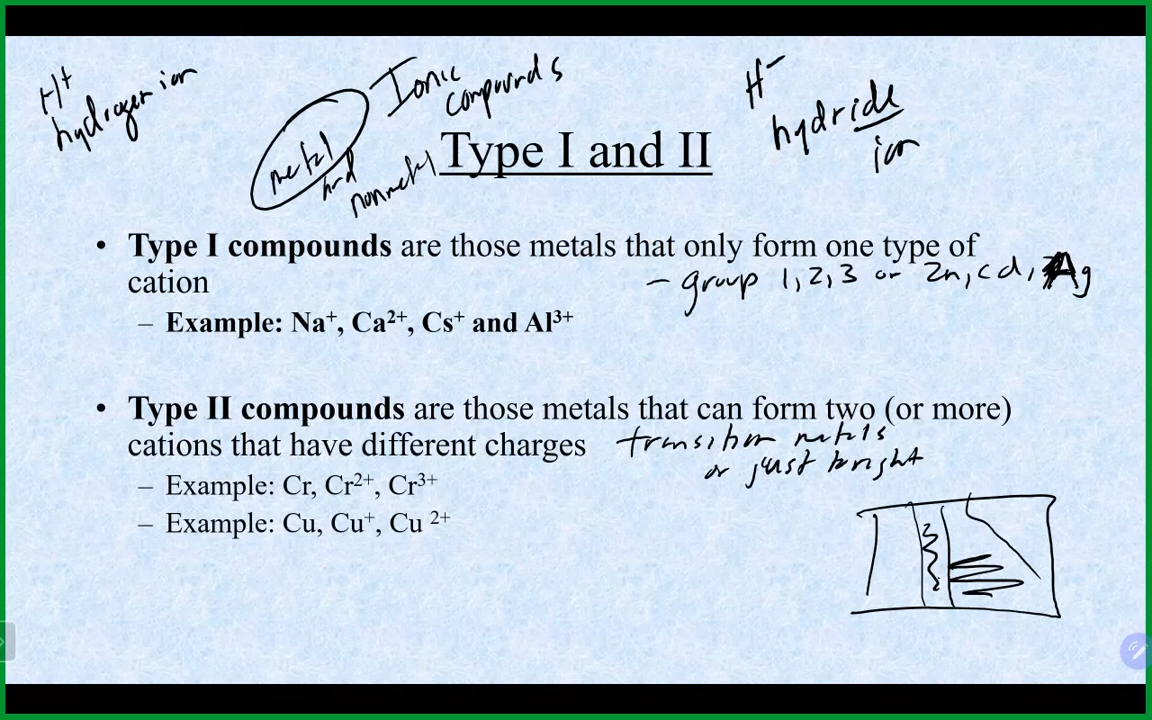 H+
hydrogen ion
Ionic
compounds
metal
and
nonmetal
H-
hydride
ion
Type I and II
• Type I compounds are those metals that only form one type of
cation
- group 1, 2, 3 or Zn, Cd, Ag
– Example: Na⁺, Ca²⁺, Cs⁺ and Al³⁺
• Type II compounds are those metals that can form two (or more)
cations that have different charges
transition metals
or just
– Example: Cr, Cr²⁺, Cr³⁺
– Example: Cu, Cu⁺, Cu ²⁺